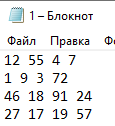 1 – Блокнот
Файл Правка
12 55 4 7
1 9 3 72
46 18 91 24
27 17 19 57